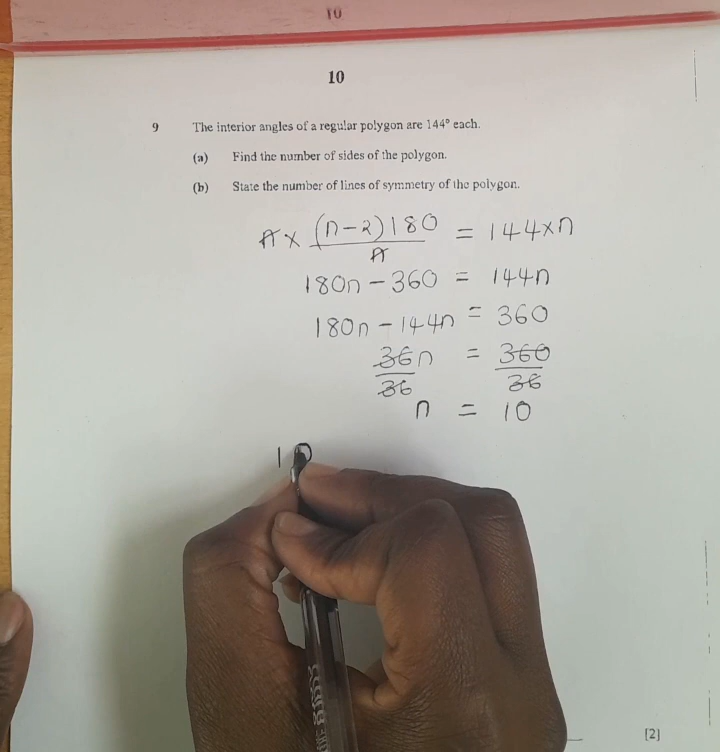 10
10
9 The interior angles of a regular polygon are 144° each.
(a) Find the number of sides of the polygon.
(b) State the number of lines of symmetry of the polygon.
n × (n-2)180/n = 144×n
180n - 360 = 144n
180n - 144n = 360
36n/36 = 360/36
n = 10
10
[2]